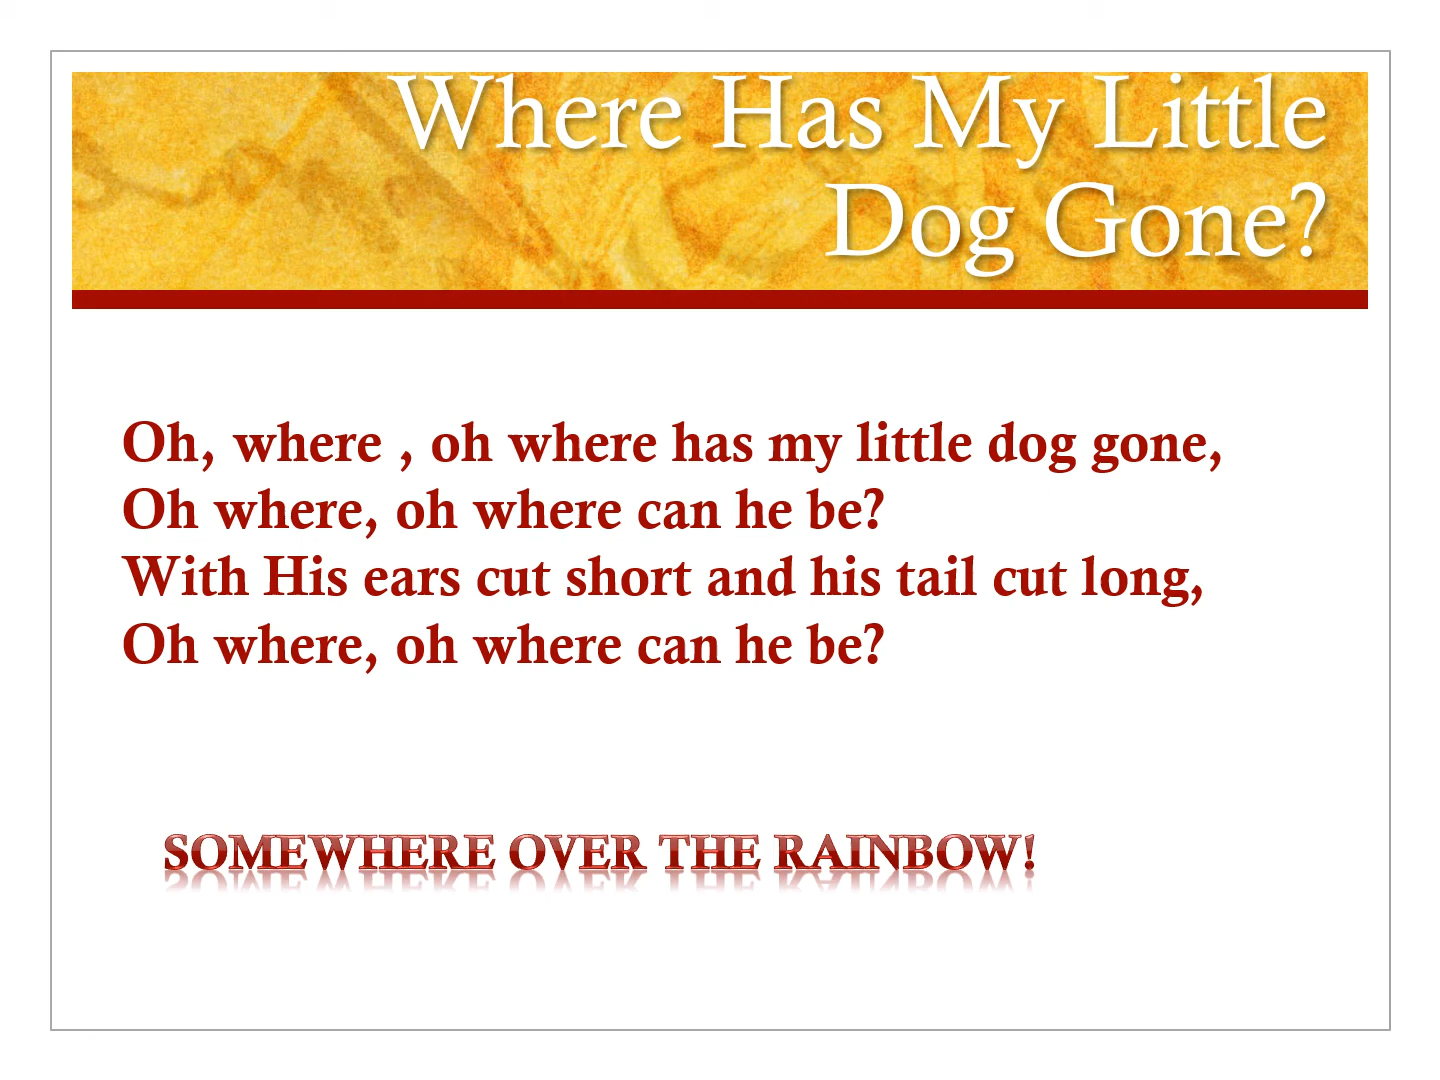 Where Has My Little
Dog Gone?
Oh, where , oh where has my little dog gone,
Oh where, oh where can he be?
With His ears cut short and his tail cut long,
Oh where, oh where can he be?
SOMEWHERE OVER THE RAINBOW!